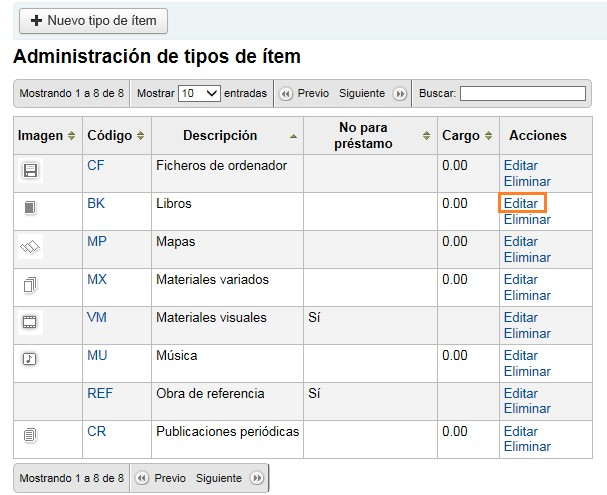 + Nuevo tipo de ítem
Administración de tipos de ítem
Mostrando 1 a 8 de 8 Mostrar 10 entradas Previo Siguiente Buscar:
Imagen Código Descripción No para préstamo Cargo Acciones
CF Ficheros de ordenador 0.00 Editar
Eliminar
BK Libros 0.00 Editar
Eliminar
MP Mapas 0.00 Editar
Eliminar
MX Materiales variados 0.00 Editar
Eliminar
VM Materiales visuales Sí Editar
Eliminar
MU Música 0.00 Editar
Eliminar
REF Obra de referencia Sí Editar
Eliminar
CR Publicaciones periódicas 0.00 Editar
Eliminar
Mostrando 1 a 8 de 8 Previo Siguiente